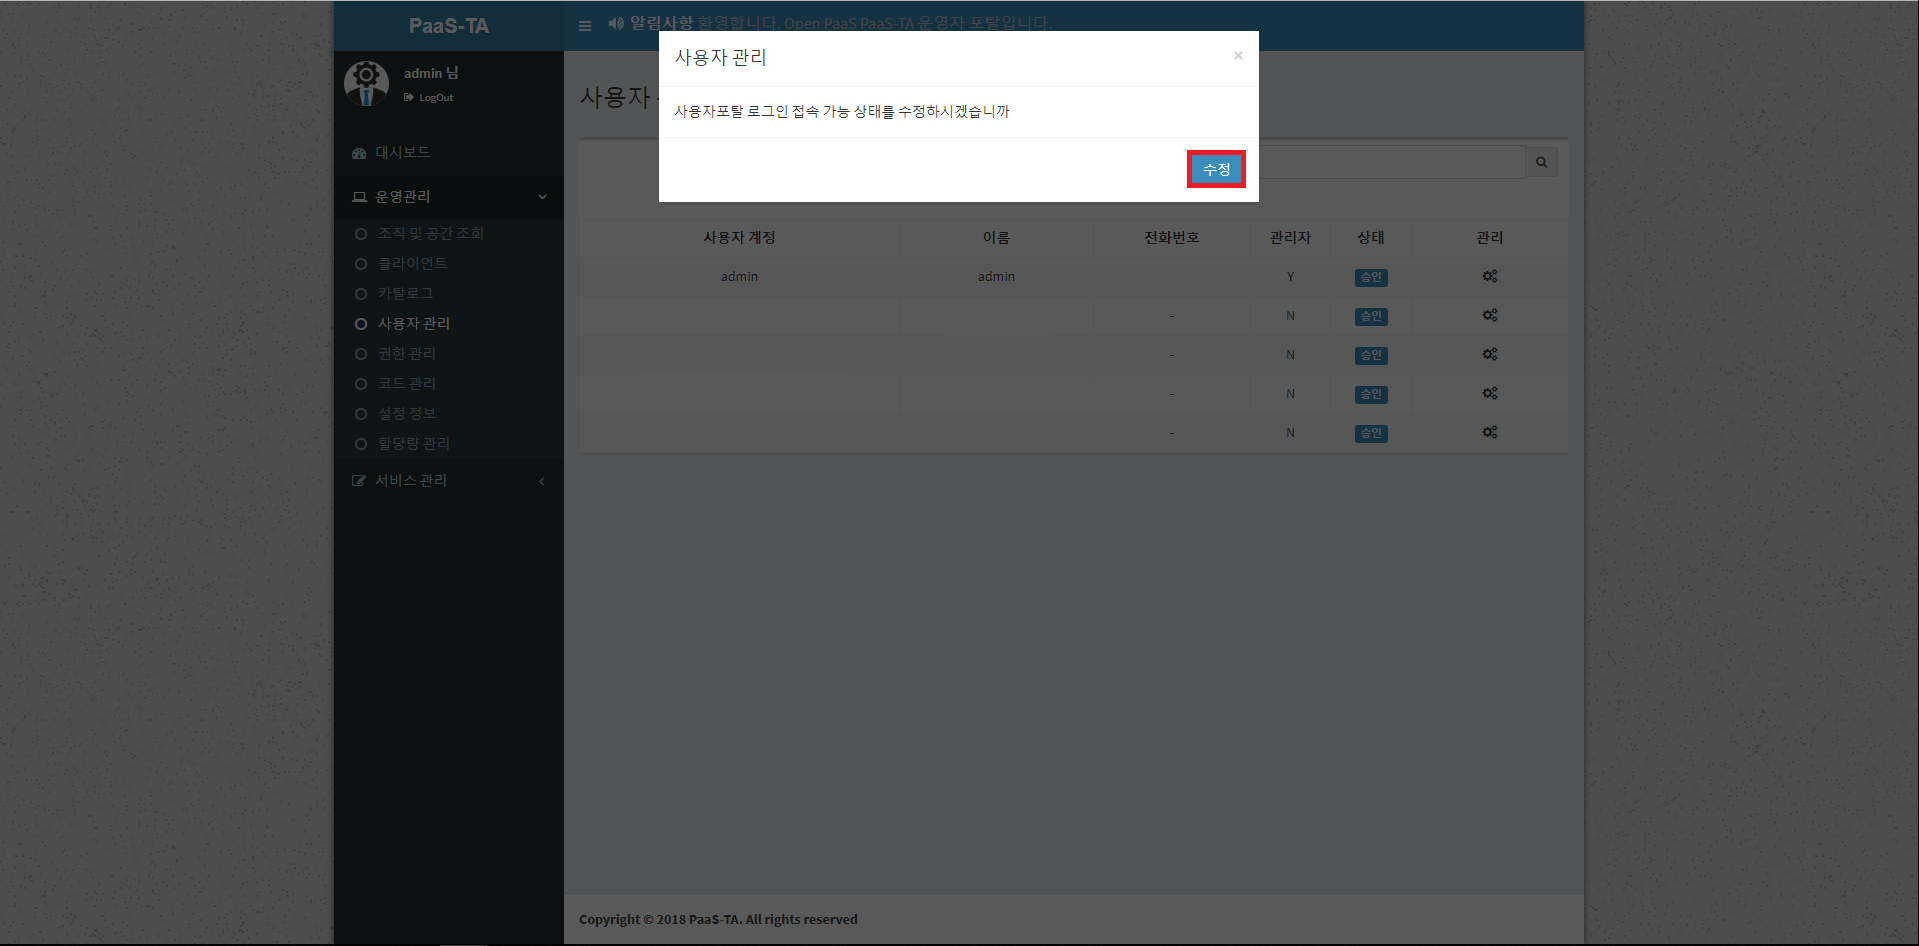 PaaS-TA
알림사항 환영합니다. Open PaaS PaaS-TA 운영자 포탈입니다.
admin 님
LogOut
대시보드
운영관리
조직 및 공간 조회
클라이언트
카탈로그
사용자 관리
권한 관리
코드 관리
설정 정보
할당량 관리
서비스 관리
사용자
사용자 관리
×
사용자포탈 로그인 접속 가능 상태를 수정하시겠습니까
수정
사용자 계정 이름 전화번호 관리자 상태 관리
admin admin Y 승인
- N 승인
- N 승인
- N 승인
- N 승인
Copyright © 2018 PaaS-TA. All rights reserved